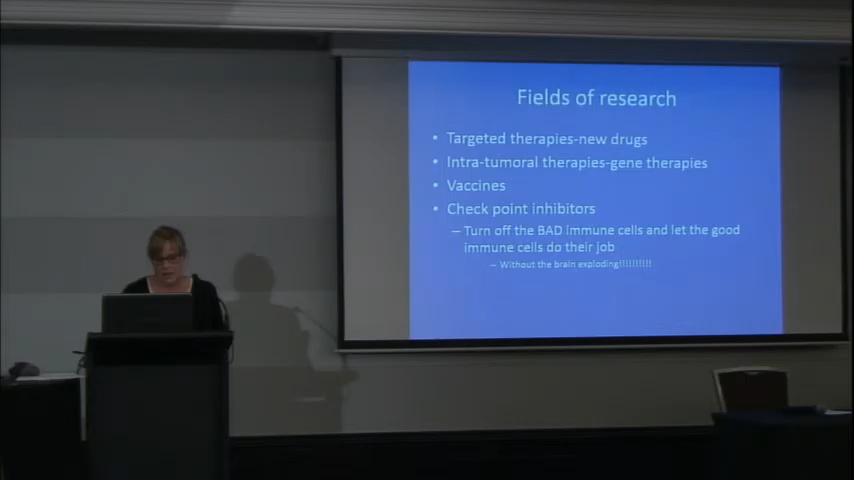 Fields of research
• Targeted therapies-new drugs
• Intra-tumoral therapies-gene therapies
• Vaccines
• Check point inhibitors
– Turn off the BAD immune cells and let the good
immune cells do their job
– Without the brain exploding!!!!!!!!!!